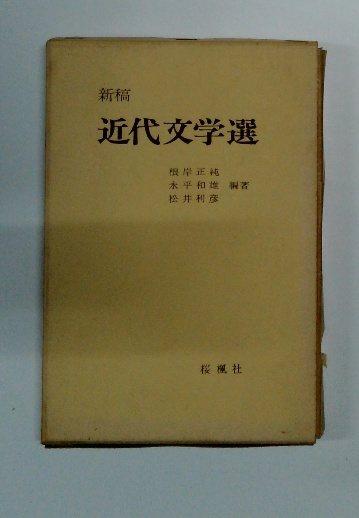 新稿
近代文学選
根岸正純
永平和雄 編著
松井利彦
桜楓社